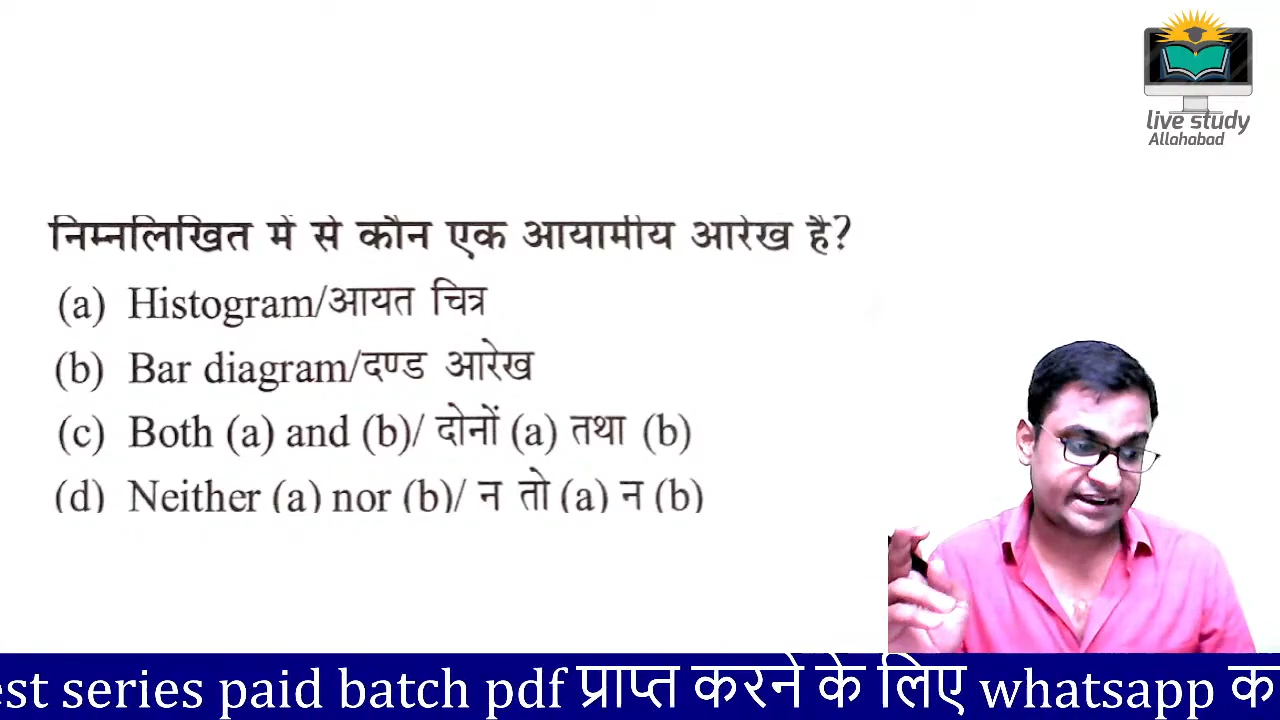 live study
Allahabad
निम्नलिखित में से कौन एक आयामीय आरेख है?
(a) Histogram/आयत चित्र
(b) Bar diagram/दण्ड आरेख
(c) Both (a) and (b)/ दोनों (a) तथा (b)
(d) Neither (a) nor (b)/ न तो (a) न (b)
est series paid batch pdf प्राप्त करने के लिए whatsapp क